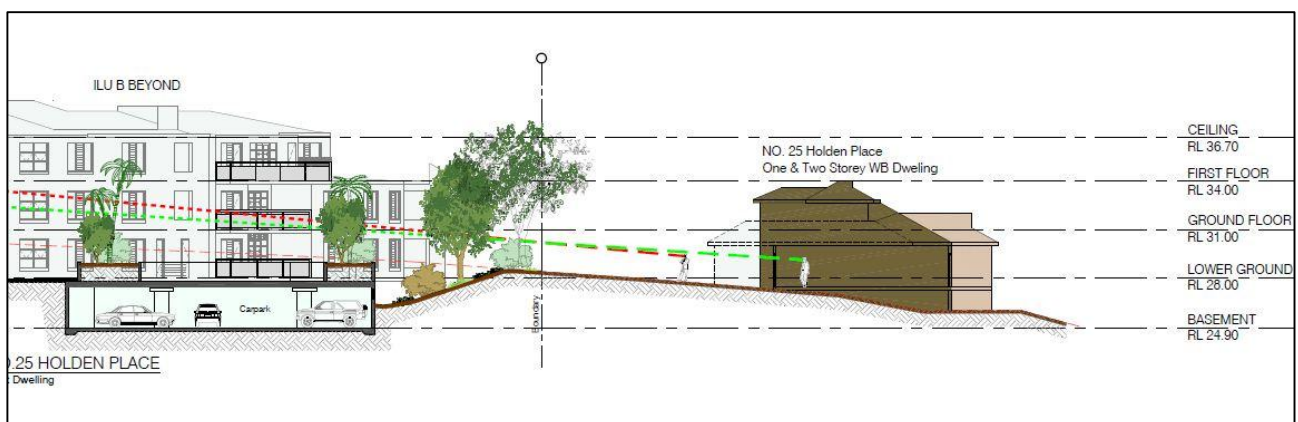 ILU B BEYOND
NO. 25 Holden Place
One & Two Storey WB Dweling
CEILING
RL 36.70
FIRST FLOOR
RL 34.00
GROUND FLOOR
RL 31.00
LOWER GROUND
RL 28.00
BASEMENT
RL 24.90
Carpark
Boundary
O.25 HOLDEN PLACE
: Dwelling